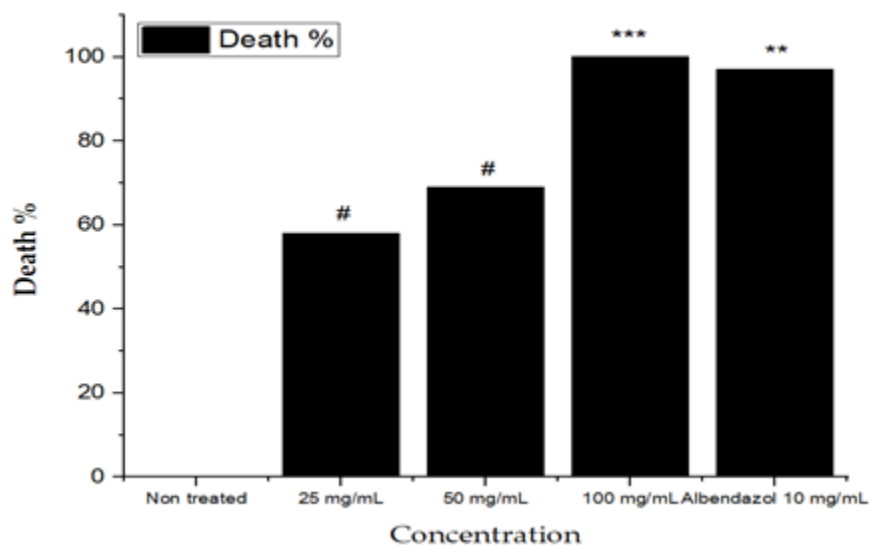 Death %
***
**
#
#
100
80
60
40
20
0
Death %
Non treated
25 mg/mL
50 mg/mL
100 mg/mL
Albendazol 10 mg/mL
Concentration